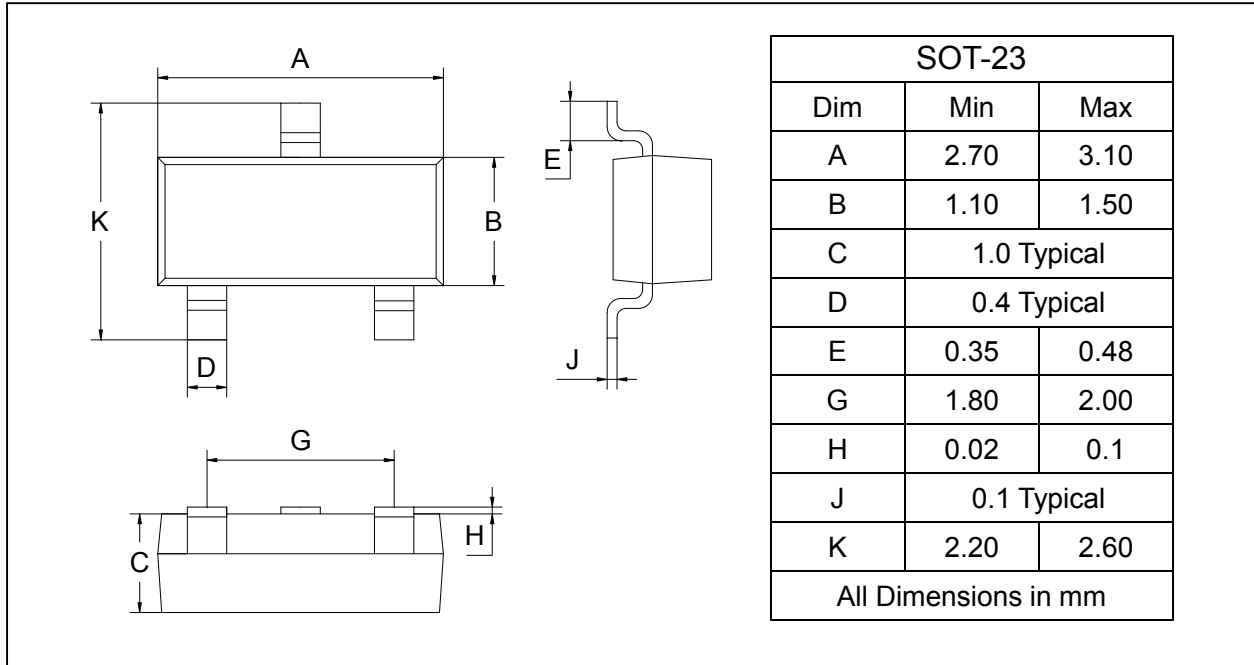 A
K
B
D
E
J
G
C
H
SOT-23
Dim Min Max
A 2.70 3.10
B 1.10 1.50
C 1.0 Typical
D 0.4 Typical
E 0.35 0.48
G 1.80 2.00
H 0.02 0.1
J 0.1 Typical
K 2.20 2.60
All Dimensions in mm